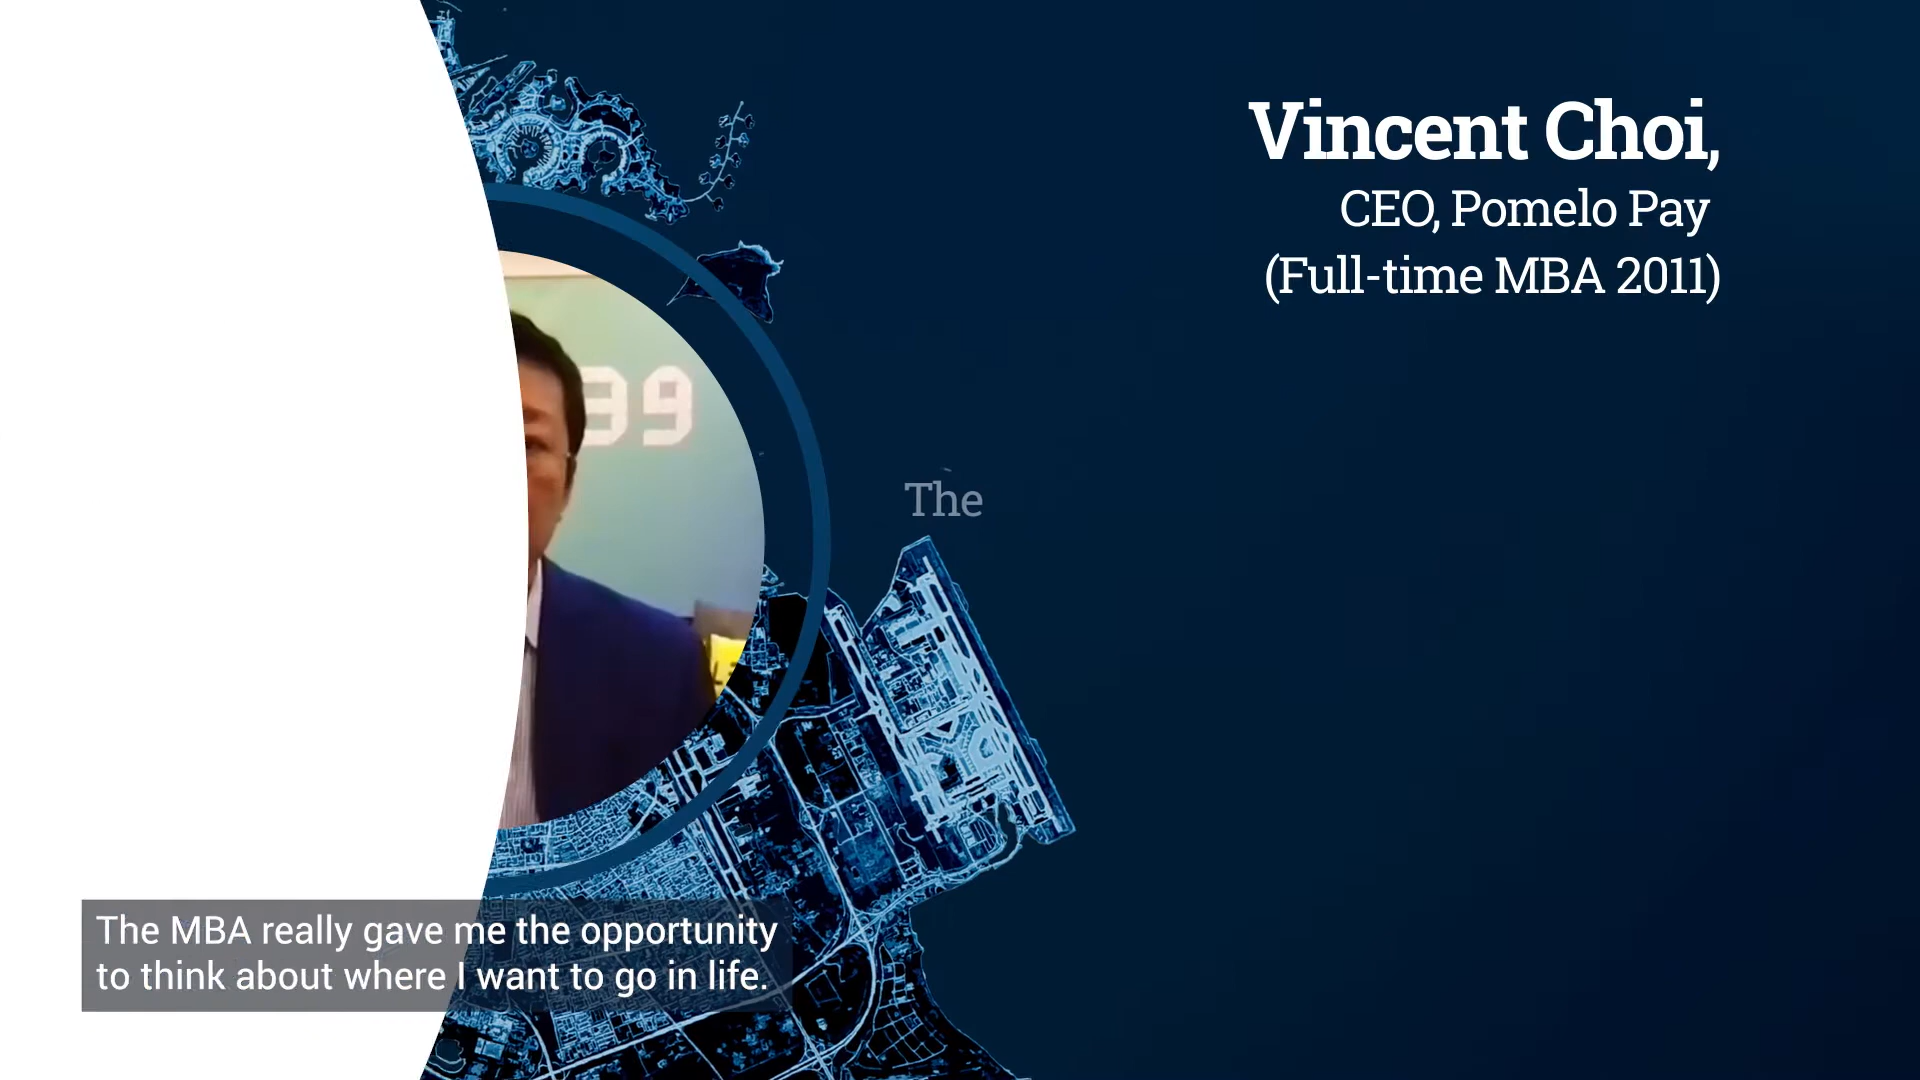 Vincent Choi,
CEO, Pomelo Pay
(Full-time MBA 2011)
39
The
The MBA really gave me the opportunity
to think about where I want to go in life.